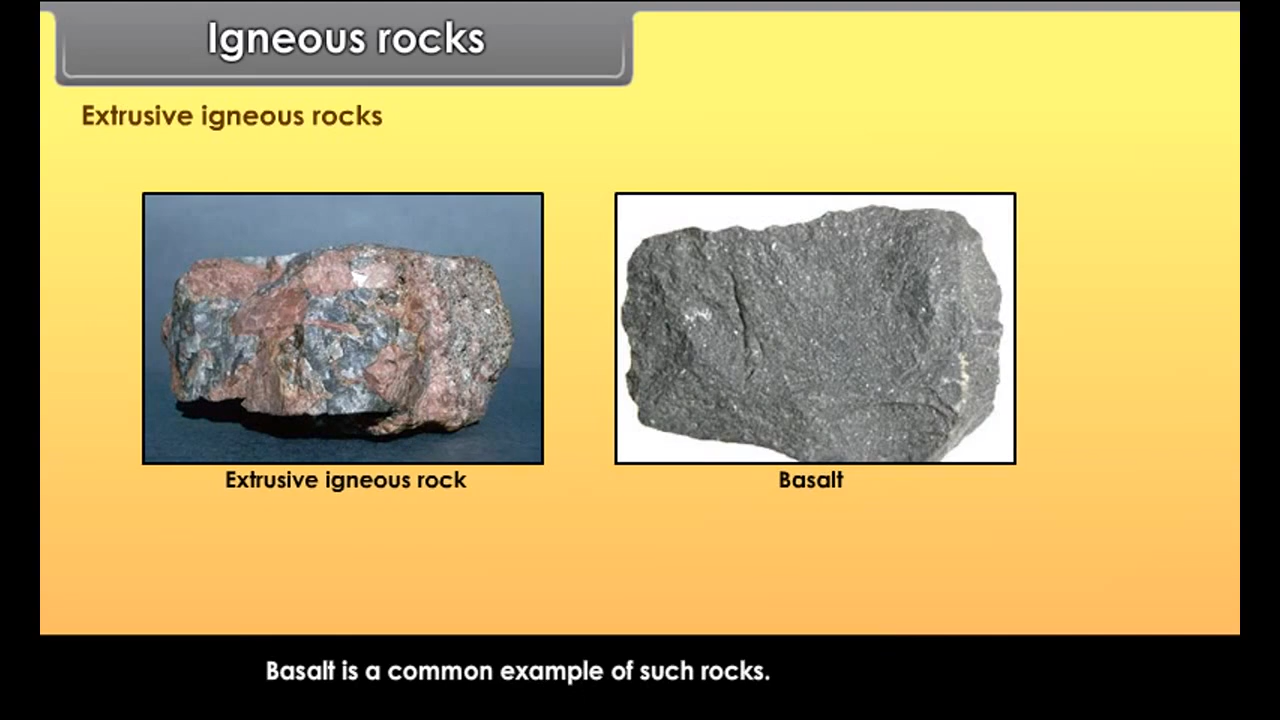 Igneous rocks
Extrusive igneous rocks
Extrusive igneous rock
Basalt
Basalt is a common example of such rocks.